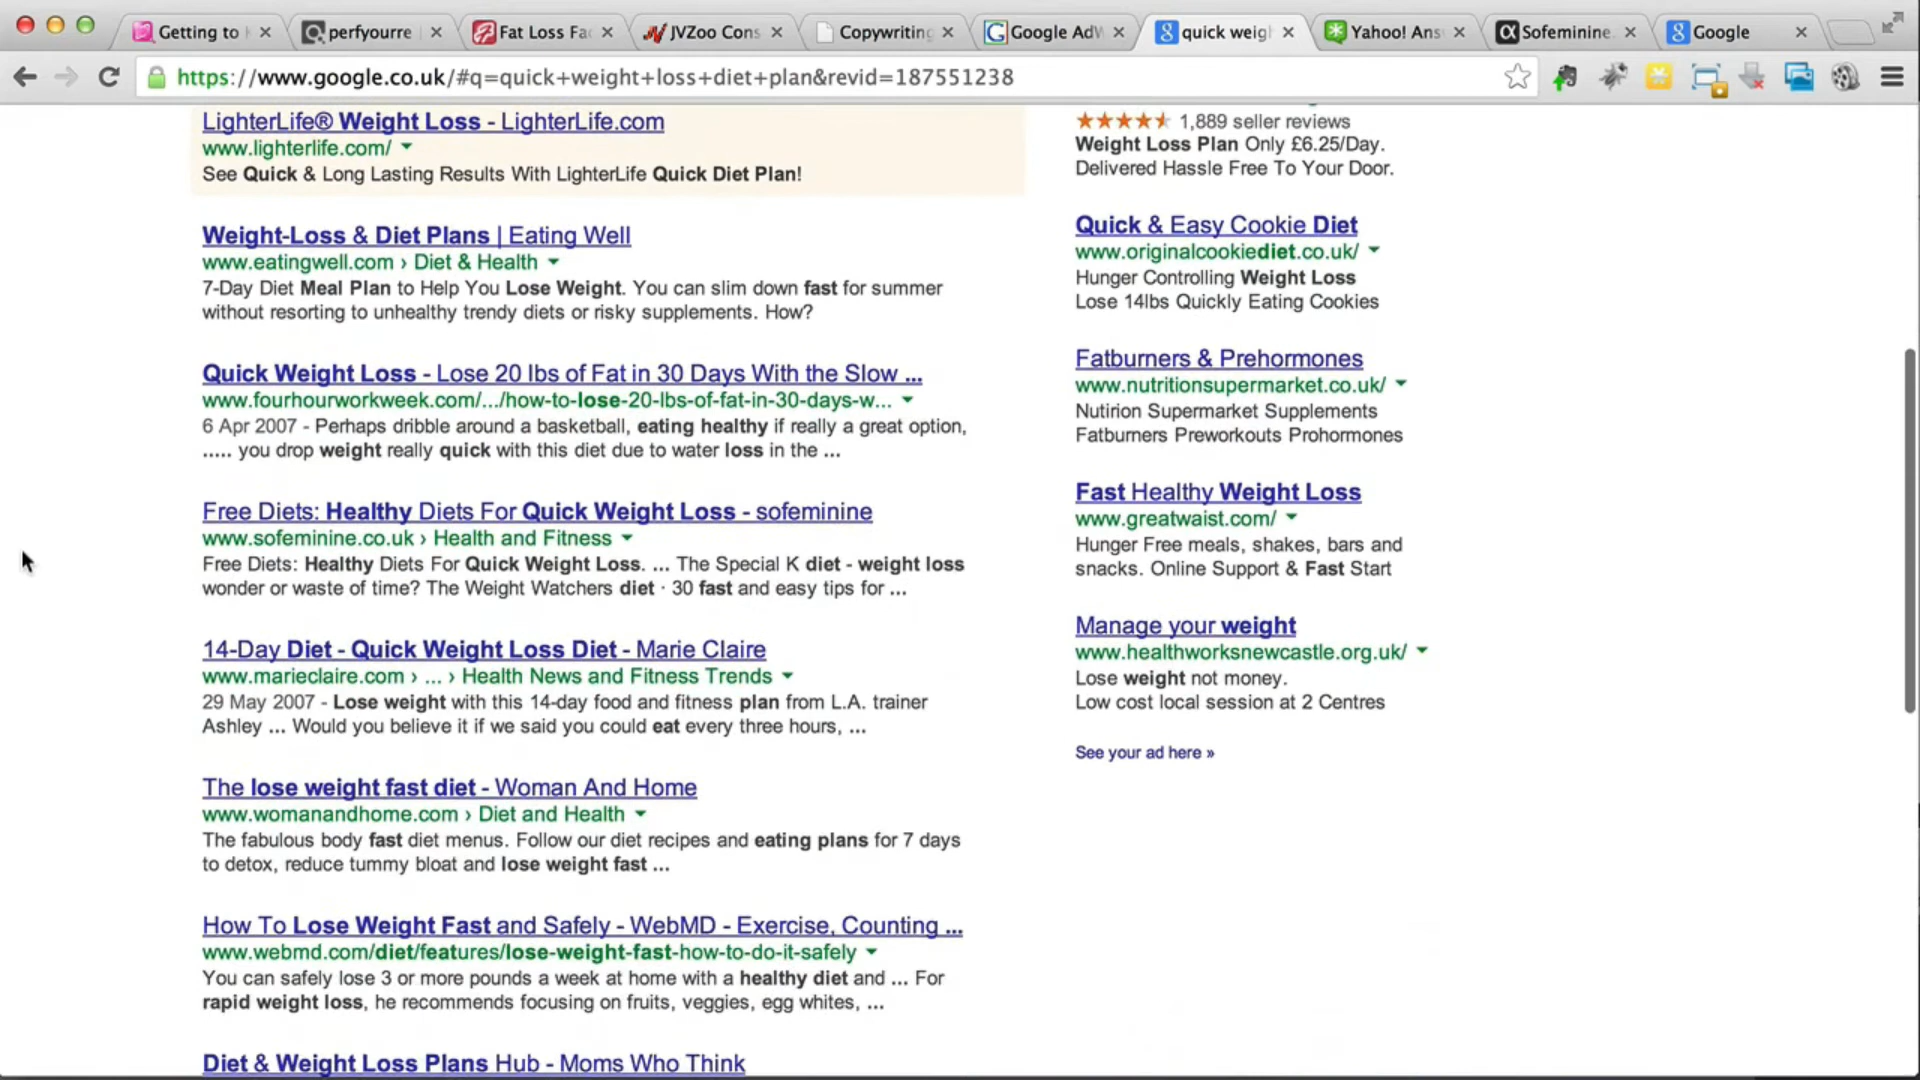 Getting to
perfyourre
Fat Loss Fa
JVZoo Cons
Copywriting
Google AdW
quick weig
Yahoo! Ans
Sofeminine.
Google
https://www.google.co.uk/#q=quick+weight+loss+diet+plan&revid=187551238
LighterLife® Weight Loss - LighterLife.com
www.lighterlife.com/
See Quick & Long Lasting Results With LighterLife Quick Diet Plan!
Weight-Loss & Diet Plans | Eating Well
www.eatingwell.com › Diet & Health
7-Day Diet Meal Plan to Help You Lose Weight. You can slim down fast for summer
without resorting to unhealthy trendy diets or risky supplements. How?
Quick Weight Loss - Lose 20 lbs of Fat in 30 Days With the Slow ...
www.fourhourworkweek.com/.../how-to-lose-20-lbs-of-fat-in-30-days-w...
6 Apr 2007 - Perhaps dribble around a basketball, eating healthy if really a great option,
..... you drop weight really quick with this diet due to water loss in the ...
Free Diets: Healthy Diets For Quick Weight Loss - sofeminine
www.sofeminine.co.uk › Health and Fitness
Free Diets: Healthy Diets For Quick Weight Loss. ... The Special K diet - weight loss
wonder or waste of time? The Weight Watchers diet · 30 fast and easy tips for ...
14-Day Diet - Quick Weight Loss Diet - Marie Claire
www.marieclaire.com › ... › Health News and Fitness Trends
29 May 2007 - Lose weight with this 14-day food and fitness plan from L.A. trainer
Ashley ... Would you believe it if we said you could eat every three hours, ...
The lose weight fast diet - Woman And Home
www.womanandhome.com › Diet and Health
The fabulous body fast diet menus. Follow our diet recipes and eating plans for 7 days
to detox, reduce tummy bloat and lose weight fast ...
How To Lose Weight Fast and Safely - WebMD - Exercise, Counting ...
www.webmd.com/diet/features/lose-weight-fast-how-to-do-it-safely
You can safely lose 3 or more pounds a week at home with a healthy diet and ... For
rapid weight loss, he recommends focusing on fruits, veggies, egg whites, ...
Diet & Weight Loss Plans Hub - Moms Who Think
1,889 seller reviews
Weight Loss Plan Only £6.25/Day.
Delivered Hassle Free To Your Door.
Quick & Easy Cookie Diet
www.originalcookiediet.co.uk/
Hunger Controlling Weight Loss
Lose 14lbs Quickly Eating Cookies
Fatburners & Prehormones
www.nutritionsupermarket.co.uk/
Nutirion Supermarket Supplements
Fatburners Preworkouts Prohormones
Fast Healthy Weight Loss
www.greatwaist.com/
Hunger Free meals, shakes, bars and
snacks. Online Support & Fast Start
Manage your weight
www.healthworksnewcastle.org.uk/
Lose weight not money.
Low cost local session at 2 Centres
See your ad here »